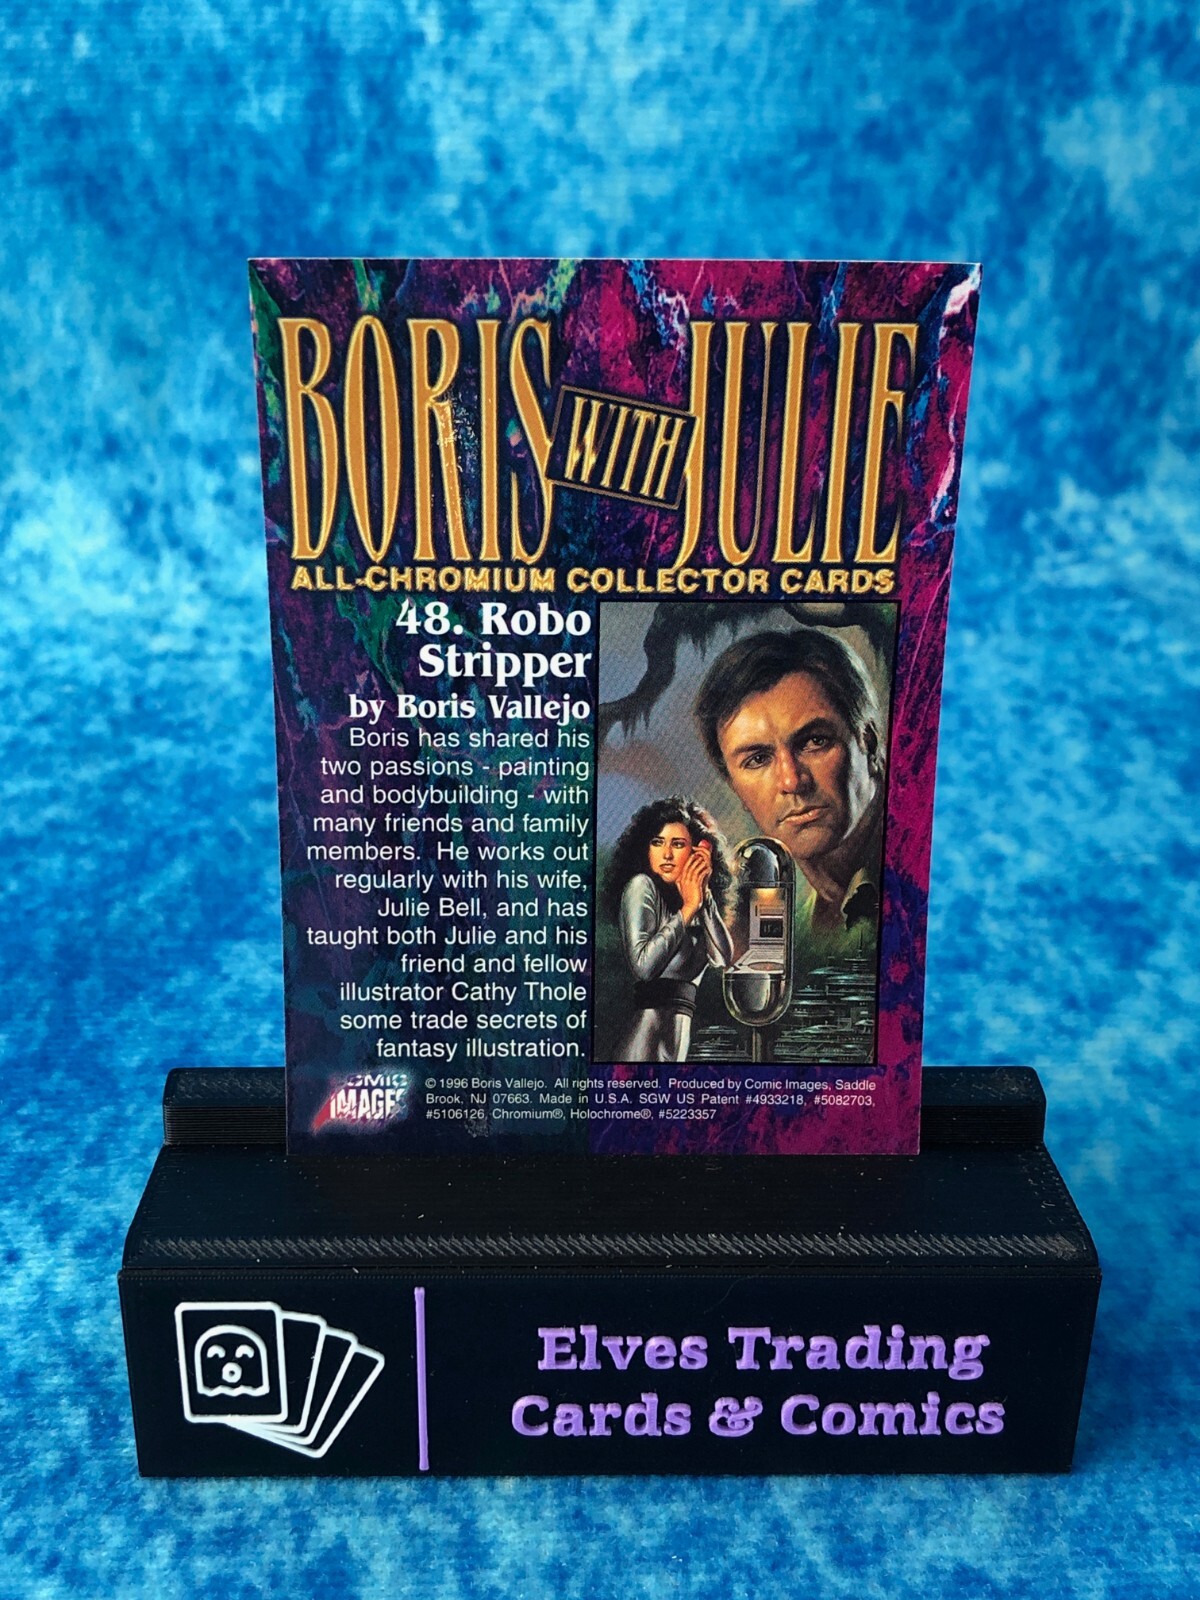 BORIS WITH JULIE
ALL-CHROMIUM COLLECTOR CARDS
48. Robo
Stripper
by Boris Vallejo
Boris has shared his
two passions - painting
and bodybuilding - with
many friends and family
members. He works out
regularly with his wife,
Julie Bell, and has
taught both Julie and his
friend and fellow
illustrator Cathy Thole
some trade secrets of
fantasy illustration.
COMIC
IMAGES
© 1996 Boris Vallejo. All rights reserved. Produced by Comic Images, Saddle
Brook, NJ 07663. Made in U.S.A. SGW US Patent #4933218, #5082703,
#5106126, Chromium®, Holochrome®, #5223357
Elves Trading
Cards & Comics